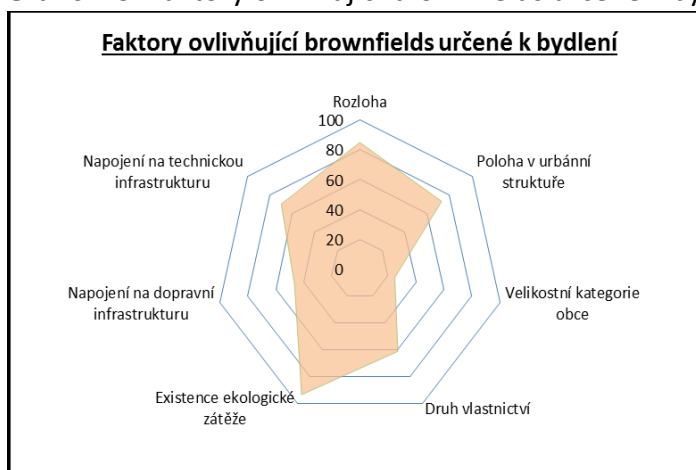 Faktory ovlivňující brownfields určené k bydlení
Rozloha
100
80
60
40
20
0
Poloha v urbánní
struktuře
Velikostní kategorie
obce
Druh vlastnictví
Existence ekologické
zátěže
Napojení na dopravní
infrastrukturu
Napojení na technickou
infrastrukturu